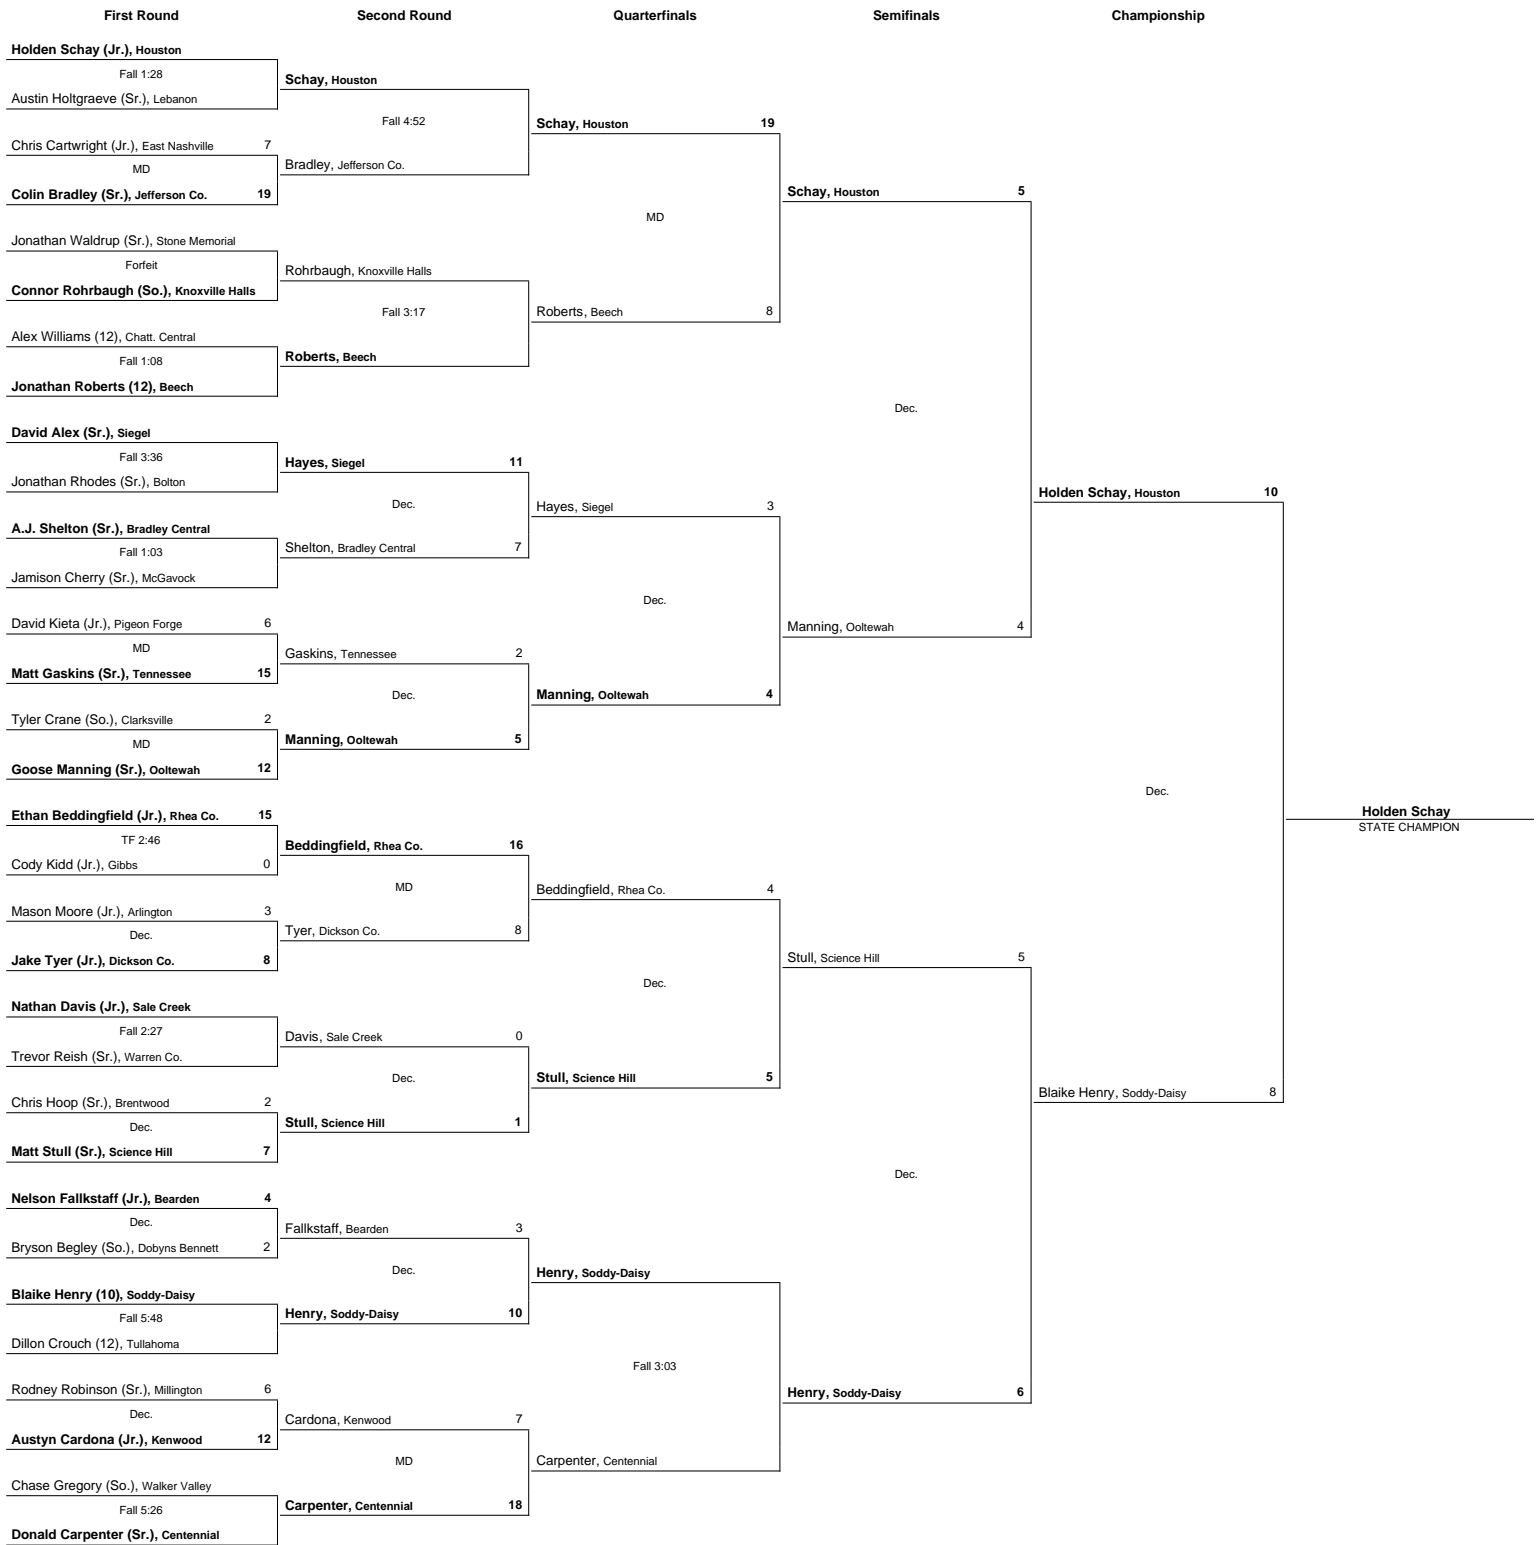 First Round
Second Round
Quarterfinals
Semifinals
Championship
Holden Schay (Jr.), Houston
Fall 1:28
Austin Holtgraeve (Sr.), Lebanon
Chris Cartwright (Jr.), East Nashville 7
MD
Colin Bradley (Sr.), Jefferson Co. 19
Jonathan Waldrup (Sr.), Stone Memorial
Forfeit
Connor Rohrbaugh (So.), Knoxville Halls
Alex Williams (12), Chatt. Central
Fall 1:08
Jonathan Roberts (12), Beech
David Alex (Sr.), Siegel
Fall 3:36
Jonathan Rhodes (Sr.), Bolton
A.J. Shelton (Sr.), Bradley Central
Fall 1:03
Jamison Cherry (Sr.), McGavock
David Kieta (Jr.), Pigeon Forge 6
MD
Matt Gaskins (Sr.), Tennessee 15
Tyler Crane (So.), Clarksville 2
MD
Goose Manning (Sr.), Ooltewah 12
Ethan Beddingfield (Jr.), Rhea Co. 15
TF 2:46
Cody Kidd (Jr.), Gibbs 0
Mason Moore (Jr.), Arlington 3
Dec.
Jake Tyer (Jr.), Dickson Co. 8
Nathan Davis (Jr.), Sale Creek
Fall 2:27
Trevor Reish (Sr.), Warren Co.
Chris Hoop (Sr.), Brentwood 2
Dec.
Matt Stull (Sr.), Science Hill 7
Nelson Fallkstaff (Jr.), Bearden 4
Dec.
Bryson Begley (So.), Dobyns Bennett 2
Blaike Henry (10), Soddy-Daisy
Fall 5:48
Dillon Crouch (12), Tullahoma
Rodney Robinson (Sr.), Millington 6
Dec.
Austyn Cardona (Jr.), Kenwood 12
Chase Gregory (So.), Walker Valley
Fall 5:26
Donald Carpenter (Sr.), Centennial
Schay, Houston
Fall 4:52
Bradley, Jefferson Co.
Rohrbaugh, Knoxville Halls
Fall 3:17
Roberts, Beech
Hayes, Siegel 11
Dec.
Shelton, Bradley Central 7
Gaskins, Tennessee 2
Dec.
Manning, Ooltewah 5
Beddingfield, Rhea Co. 16
MD
Tyer, Dickson Co. 8
Davis, Sale Creek 0
Dec.
Stull, Science Hill 1
Fallkstaff, Bearden 3
Dec.
Henry, Soddy-Daisy 10
Cardona, Kenwood 7
MD
Carpenter, Centennial 18
Schay, Houston 19
MD
Roberts, Beech 8
Hayes, Siegel 3
Dec.
Manning, Ooltewah 4
Beddingfield, Rhea Co. 4
Dec.
Stull, Science Hill 5
Henry, Soddy-Daisy
Fall 3:03
Carpenter, Centennial
Schay, Houston 5
Dec.
Manning, Ooltewah 4
Stull, Science Hill 5
Dec.
Henry, Soddy-Daisy 6
Holden Schay, Houston 10
Dec.
Blaike Henry, Soddy-Daisy 8
Holden Schay
STATE CHAMPION